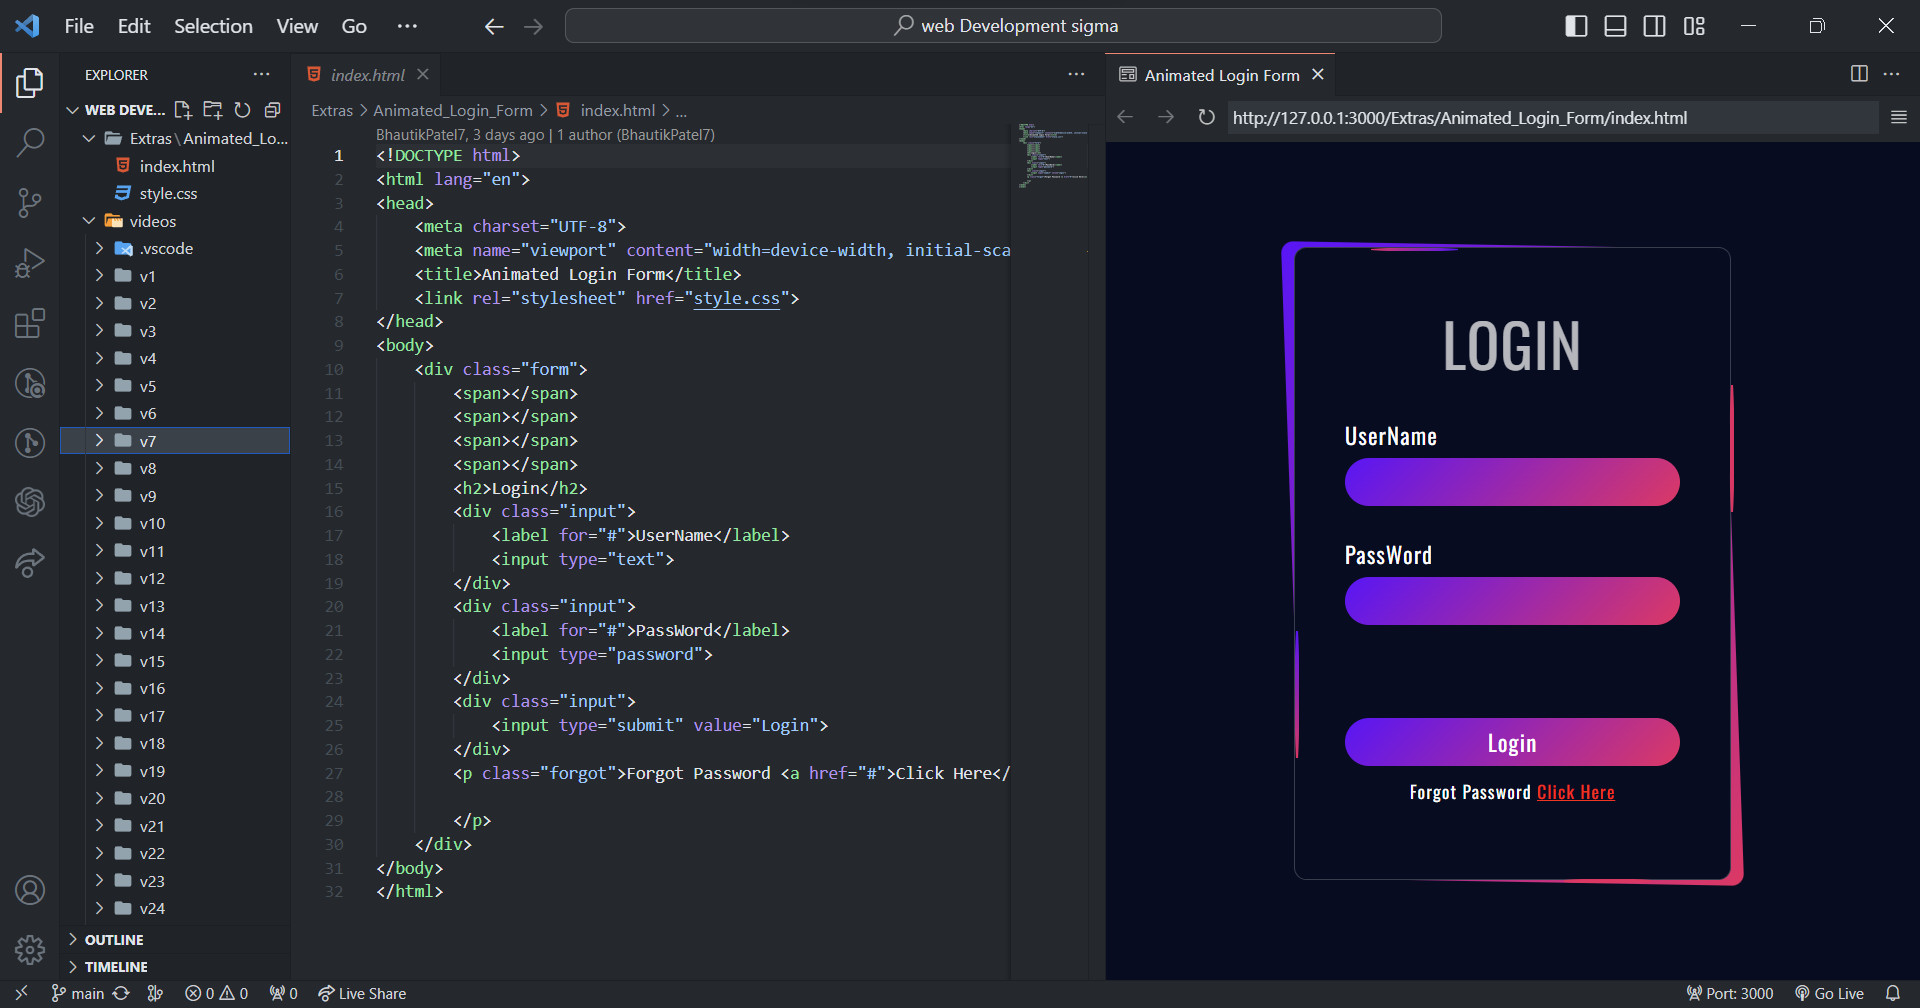 File Edit Selection View Go ··· web Development sigma
EXPLORER ···
WEB DEVE...
Extras \ Animated_Lo...
index.html
style.css
videos
.vscode
v1
v2
v3
v4
v5
v6
v7
v8
v9
v10
v11
v12
v13
v14
v15
v16
v17
v18
v19
v20
v21
v22
v23
v24
OUTLINE
TIMELINE
index.html ···
Extras > Animated_Login_Form > index.html > ...
BhautikPatel7, 3 days ago | 1 author (BhautikPatel7)
1 <!DOCTYPE html>
2 <html lang="en">
3 <head>
4 <meta charset="UTF-8">
5 <meta name="viewport" content="width=device-width, initial-sca
6 <title>Animated Login Form</title>
7 <link rel="stylesheet" href="style.css">
8 </head>
9 <body>
10 <div class="form">
11 <span></span>
12 <span></span>
13 <span></span>
14 <span></span>
15 <h2>Login</h2>
16 <div class="input">
17 <label for="#">UserName</label>
18 <input type="text">
19 </div>
20 <div class="input">
21 <label for="#">PassWord</label>
22 <input type="password">
23 </div>
24 <div class="input">
25 <input type="submit" value="Login">
26 </div>
27 <p class="forgot">Forgot Password <a href="#">Click Here</
28
29 </p>
30 </div>
31 </body>
32 </html>
Animated Login Form ···
http://127.0.0.1:3000/Extras/Animated_Login_Form/index.html
LOGIN
UserName
PassWord
Login
Forgot Password Click Here
main 0 0 0 Live Share Port: 3000 Go Live